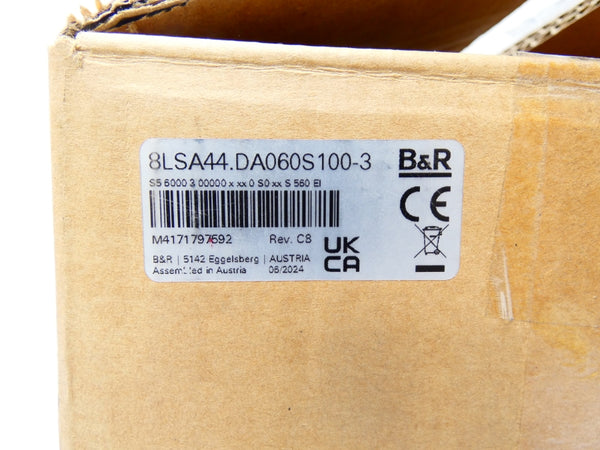 8LSA44.DA060S100-3
B&R
S5 6000 3 00000 x xx 0 S0 xx S 560 EI
CE
M4171797592 Rev. C8
UK
CA
B&R | 5142 Eggelsberg | AUSTRIA
Assembled in Austria 06/2024